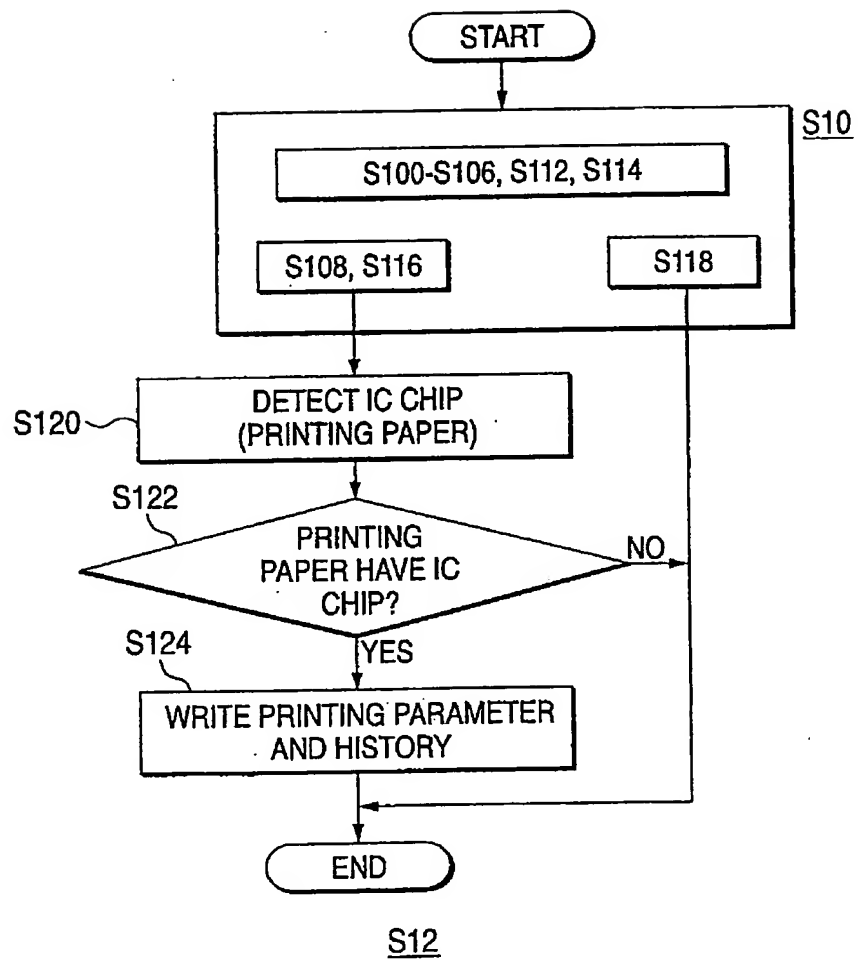 START
S10
S100-S106, S112, S114
S108, S116
S118
S120
DETECT IC CHIP
(PRINTING PAPER)
S122
PRINTING
PAPER HAVE IC
CHIP?
NO
YES
S124
WRITE PRINTING PARAMETER
AND HISTORY
END
S12